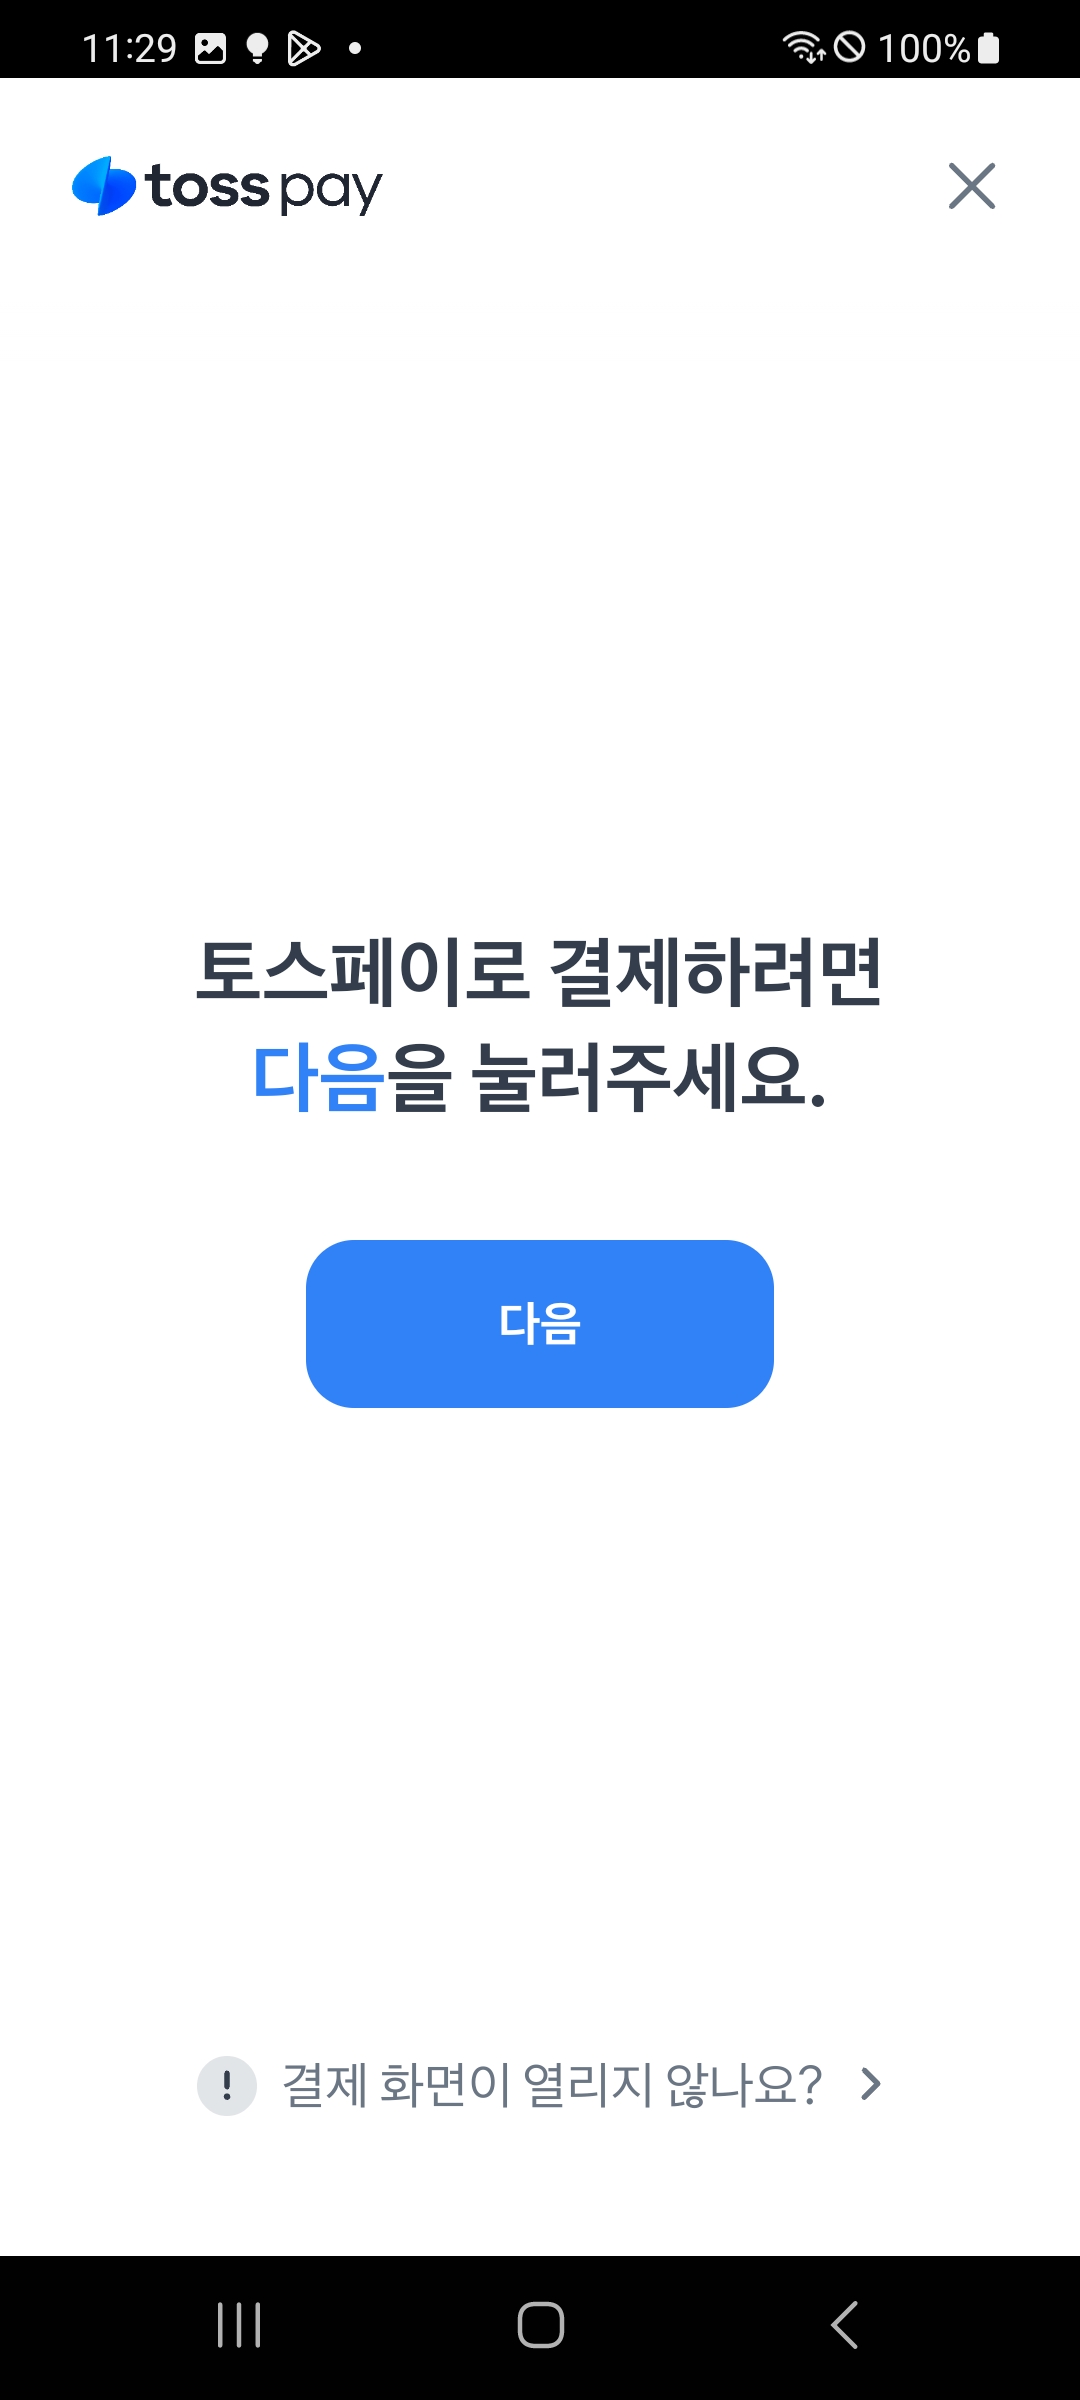 11:29
100%
toss pay
토스페이로 결제하려면
다음을 눌러주세요.
다음
! 결제 화면이 열리지 않나요?